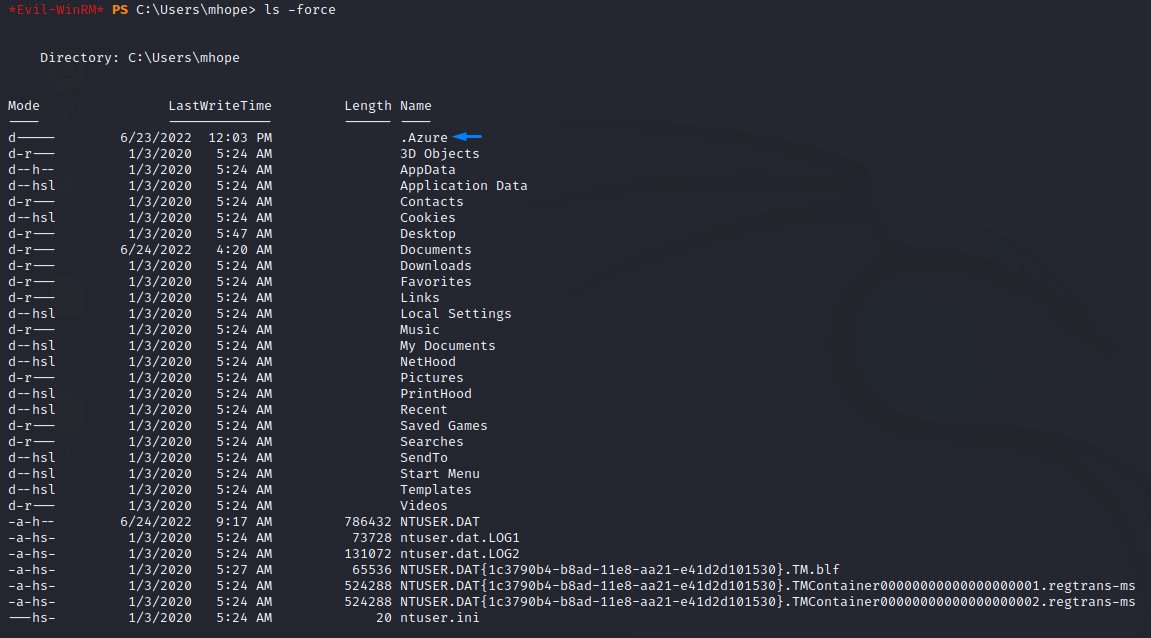 *Evil-WinRM* PS C:\Users\mhope> ls -force
Directory: C:\Users\mhope
Mode LastWriteTime Length Name
---- ------------- ------ ----
d----- 6/23/2022 12:03 PM .Azure
d-r--- 1/3/2020 5:24 AM 3D Objects
d--h-- 1/3/2020 5:24 AM AppData
d--hsl 1/3/2020 5:24 AM Application Data
d-r--- 1/3/2020 5:24 AM Contacts
d--hsl 1/3/2020 5:24 AM Cookies
d-r--- 1/3/2020 5:47 AM Desktop
d-r--- 6/24/2022 4:20 AM Documents
d-r--- 1/3/2020 5:24 AM Downloads
d-r--- 1/3/2020 5:24 AM Favorites
d-r--- 1/3/2020 5:24 AM Links
d--hsl 1/3/2020 5:24 AM Local Settings
d-r--- 1/3/2020 5:24 AM Music
d--hsl 1/3/2020 5:24 AM My Documents
d--hsl 1/3/2020 5:24 AM NetHood
d-r--- 1/3/2020 5:24 AM Pictures
d--hsl 1/3/2020 5:24 AM PrintHood
d--hsl 1/3/2020 5:24 AM Recent
d-r--- 1/3/2020 5:24 AM Saved Games
d-r--- 1/3/2020 5:24 AM Searches
d--hsl 1/3/2020 5:24 AM SendTo
d--hsl 1/3/2020 5:24 AM Start Menu
d--hsl 1/3/2020 5:24 AM Templates
d-r--- 1/3/2020 5:24 AM Videos
-a-h-- 6/24/2022 9:17 AM 786432 NTUSER.DAT
-a-hs- 1/3/2020 5:24 AM 73728 ntuser.dat.LOG1
-a-hs- 1/3/2020 5:24 AM 131072 ntuser.dat.LOG2
-a-hs- 1/3/2020 5:27 AM 65536 NTUSER.DAT{1c3790b4-b8ad-11e8-aa21-e41d2d101530}.TM.blf
-a-hs- 1/3/2020 5:24 AM 524288 NTUSER.DAT{1c3790b4-b8ad-11e8-aa21-e41d2d101530}.TMContainer00000000000000000001.regtrans-ms
-a-hs- 1/3/2020 5:24 AM 524288 NTUSER.DAT{1c3790b4-b8ad-11e8-aa21-e41d2d101530}.TMContainer00000000000000000002.regtrans-ms
---hs- 1/3/2020 5:24 AM 20 ntuser.ini